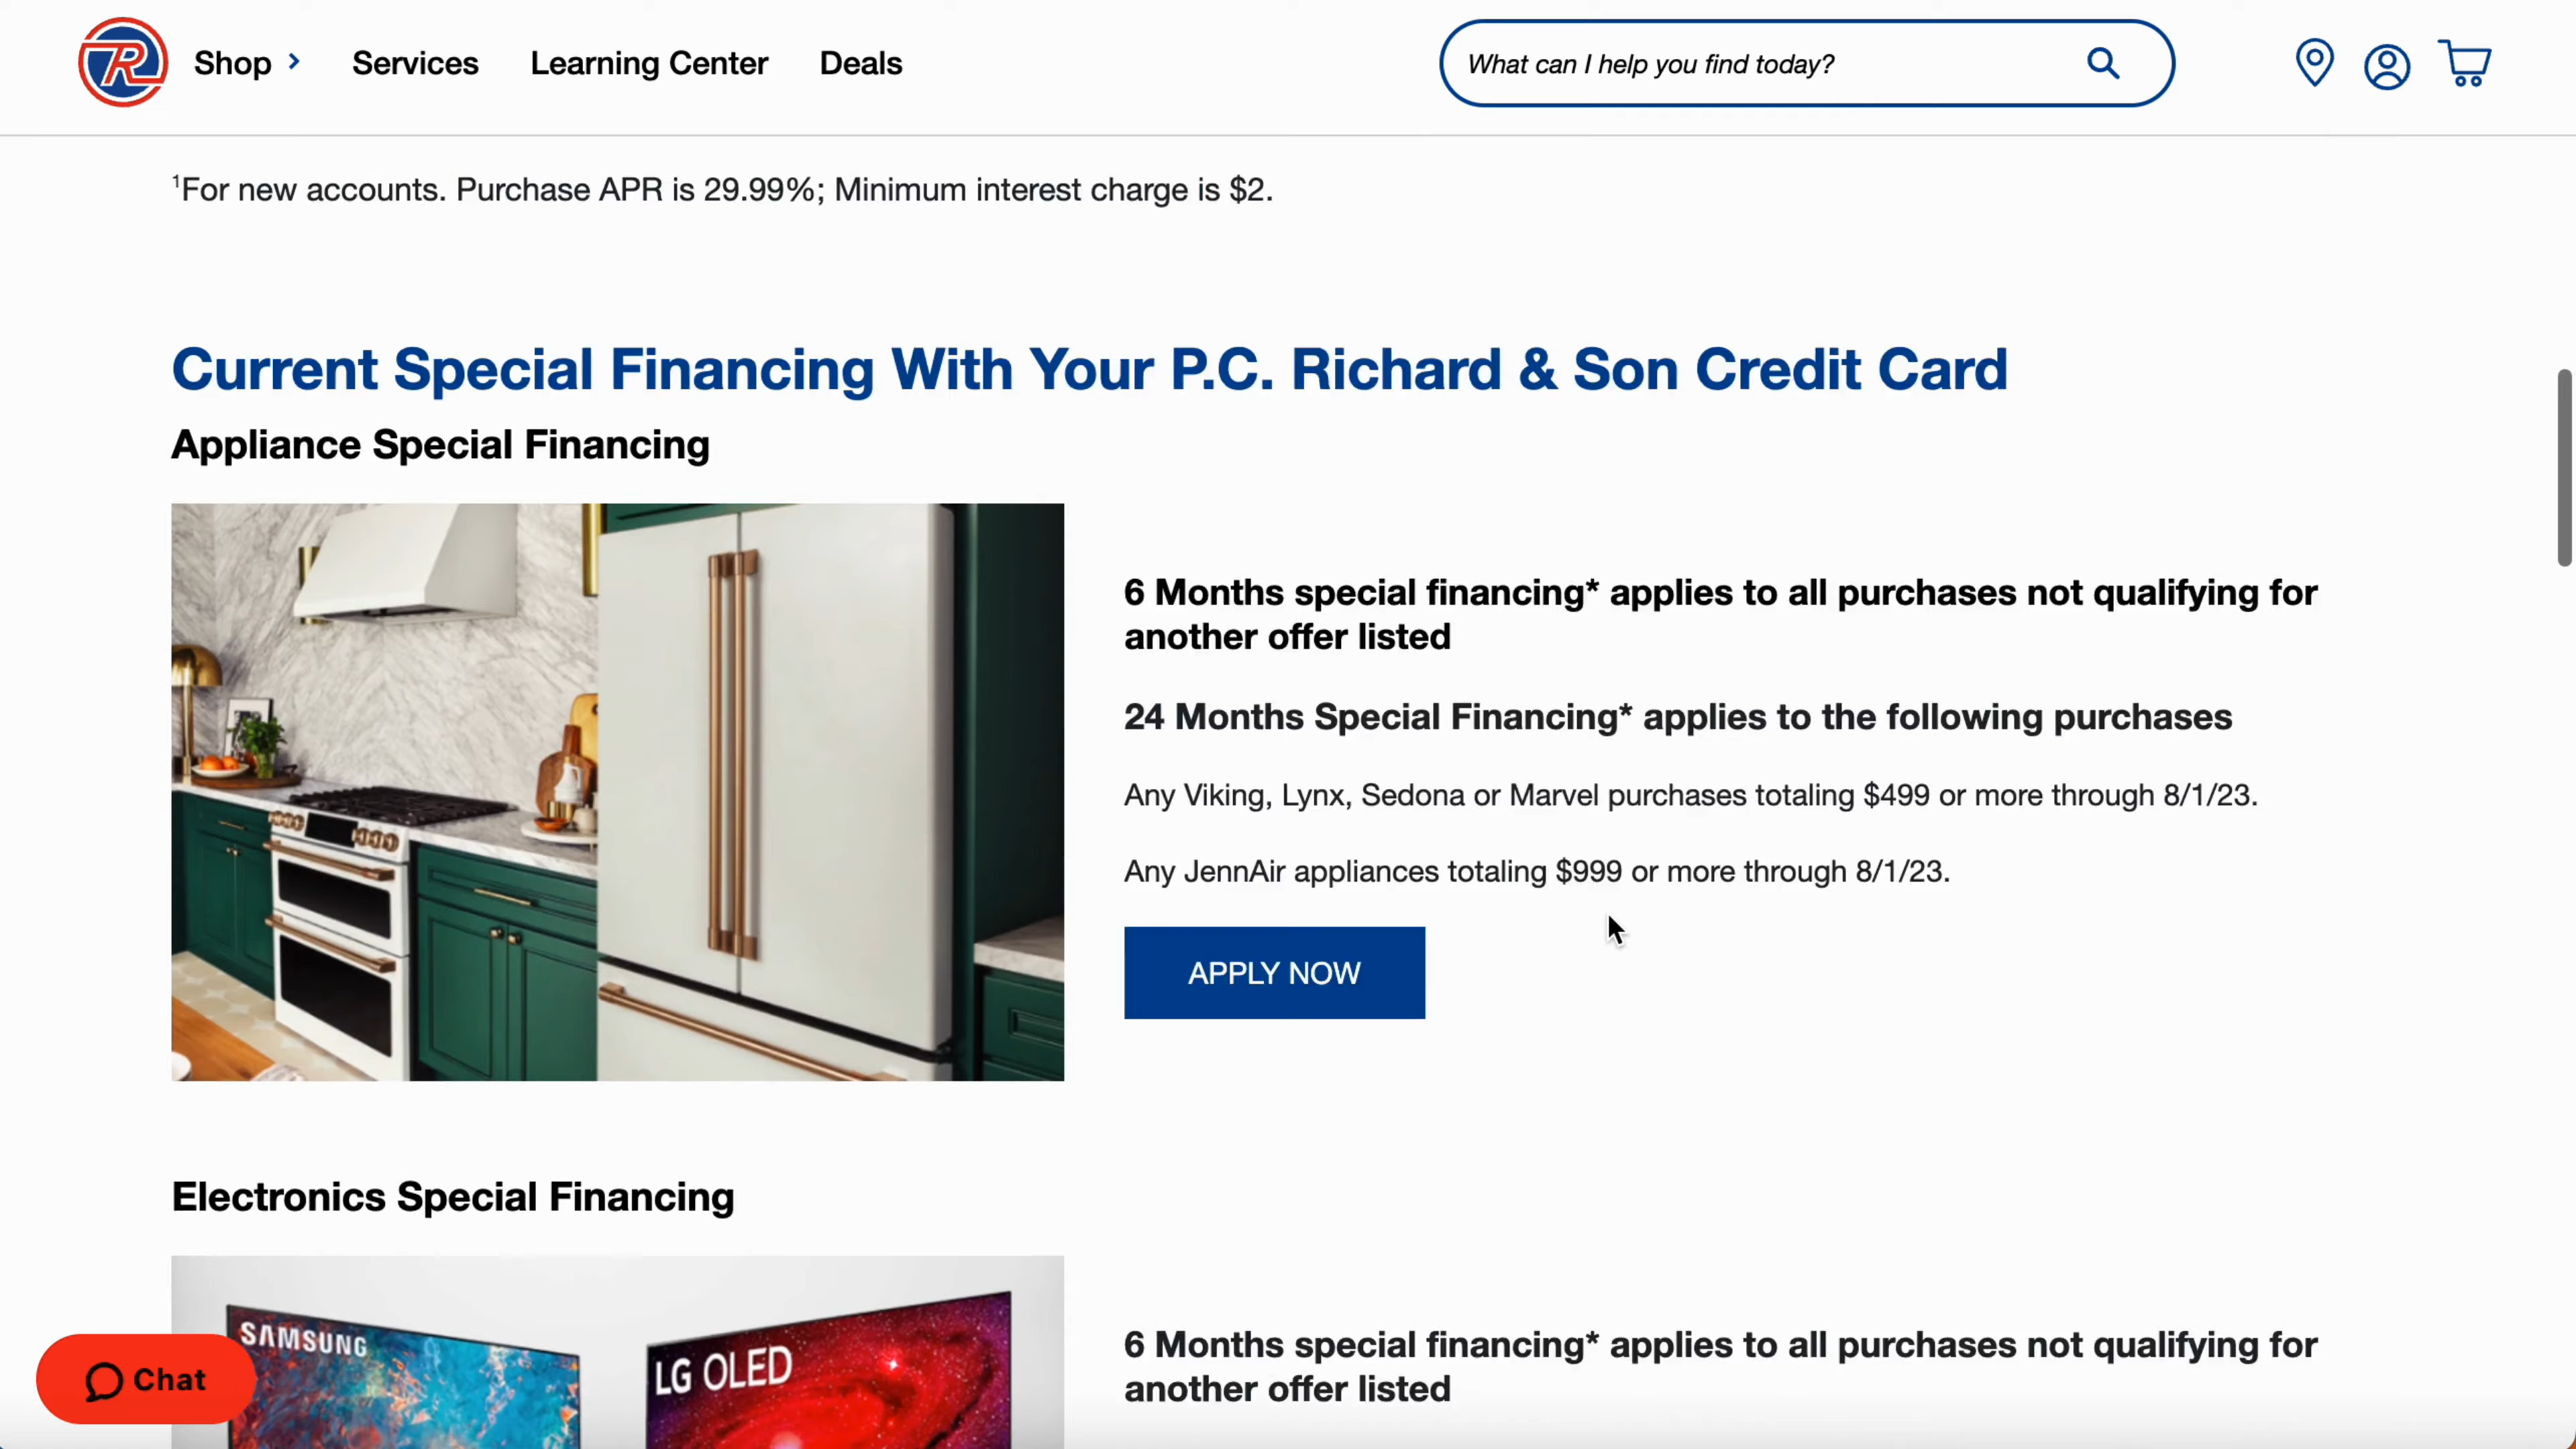 R
Shop
Services
Learning Center
Deals
What can I help you find today?
¹For new accounts. Purchase APR is 29.99%; Minimum interest charge is $2.
Current Special Financing With Your P.C. Richard & Son Credit Card
Appliance Special Financing
6 Months special financing* applies to all purchases not qualifying for
another offer listed
24 Months Special Financing* applies to the following purchases
Any Viking, Lynx, Sedona or Marvel purchases totaling $499 or more through 8/1/23.
Any JennAir appliances totaling $999 or more through 8/1/23.
APPLY NOW
Electronics Special Financing
SAMSUNG
LG OLED
6 Months special financing* applies to all purchases not qualifying for
another offer listed
Chat